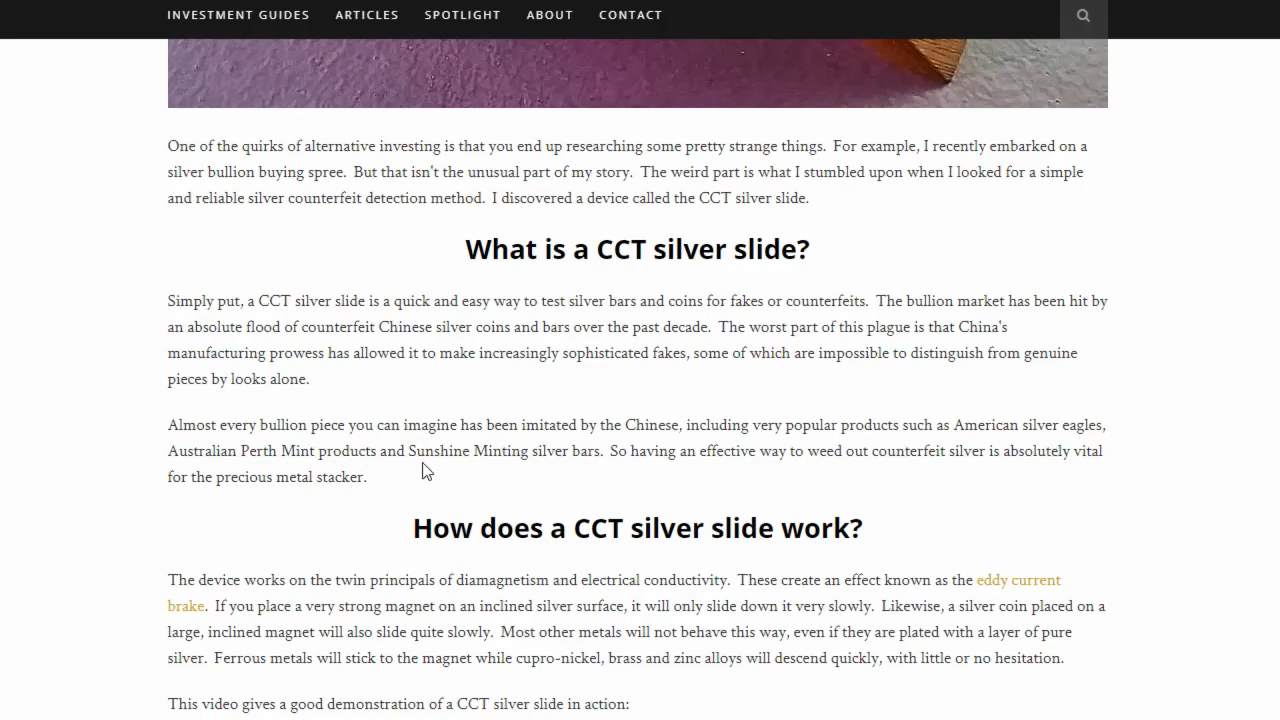 INVESTMENT GUIDES ARTICLES SPOTLIGHT ABOUT CONTACT
One of the quirks of alternative investing is that you end up researching some pretty strange things. For example, I recently embarked on a
silver bullion buying spree. But that isn't the unusual part of my story. The weird part is what I stumbled upon when I looked for a simple
and reliable silver counterfeit detection method. I discovered a device called the CCT silver slide.
What is a CCT silver slide?
Simply put, a CCT silver slide is a quick and easy way to test silver bars and coins for fakes or counterfeits. The bullion market has been hit by
an absolute flood of counterfeit Chinese silver coins and bars over the past decade. The worst part of this plague is that China's
manufacturing prowess has allowed it to make increasingly sophisticated fakes, some of which are impossible to distinguish from genuine
pieces by looks alone.
Almost every bullion piece you can imagine has been imitated by the Chinese, including very popular products such as American silver eagles,
Australian Perth Mint products and Sunshine Minting silver bars. So having an effective way to weed out counterfeit silver is absolutely vital
for the precious metal stacker.
How does a CCT silver slide work?
The device works on the twin principals of diamagnetism and electrical conductivity. These create an effect known as the eddy current
brake. If you place a very strong magnet on an inclined silver surface, it will only slide down it very slowly. Likewise, a silver coin placed on a
large, inclined magnet will also slide quite slowly. Most other metals will not behave this way, even if they are plated with a layer of pure
silver. Ferrous metals will stick to the magnet while cupro-nickel, brass and zinc alloys will descend quickly, with little or no hesitation.
This video gives a good demonstration of a CCT silver slide in action: